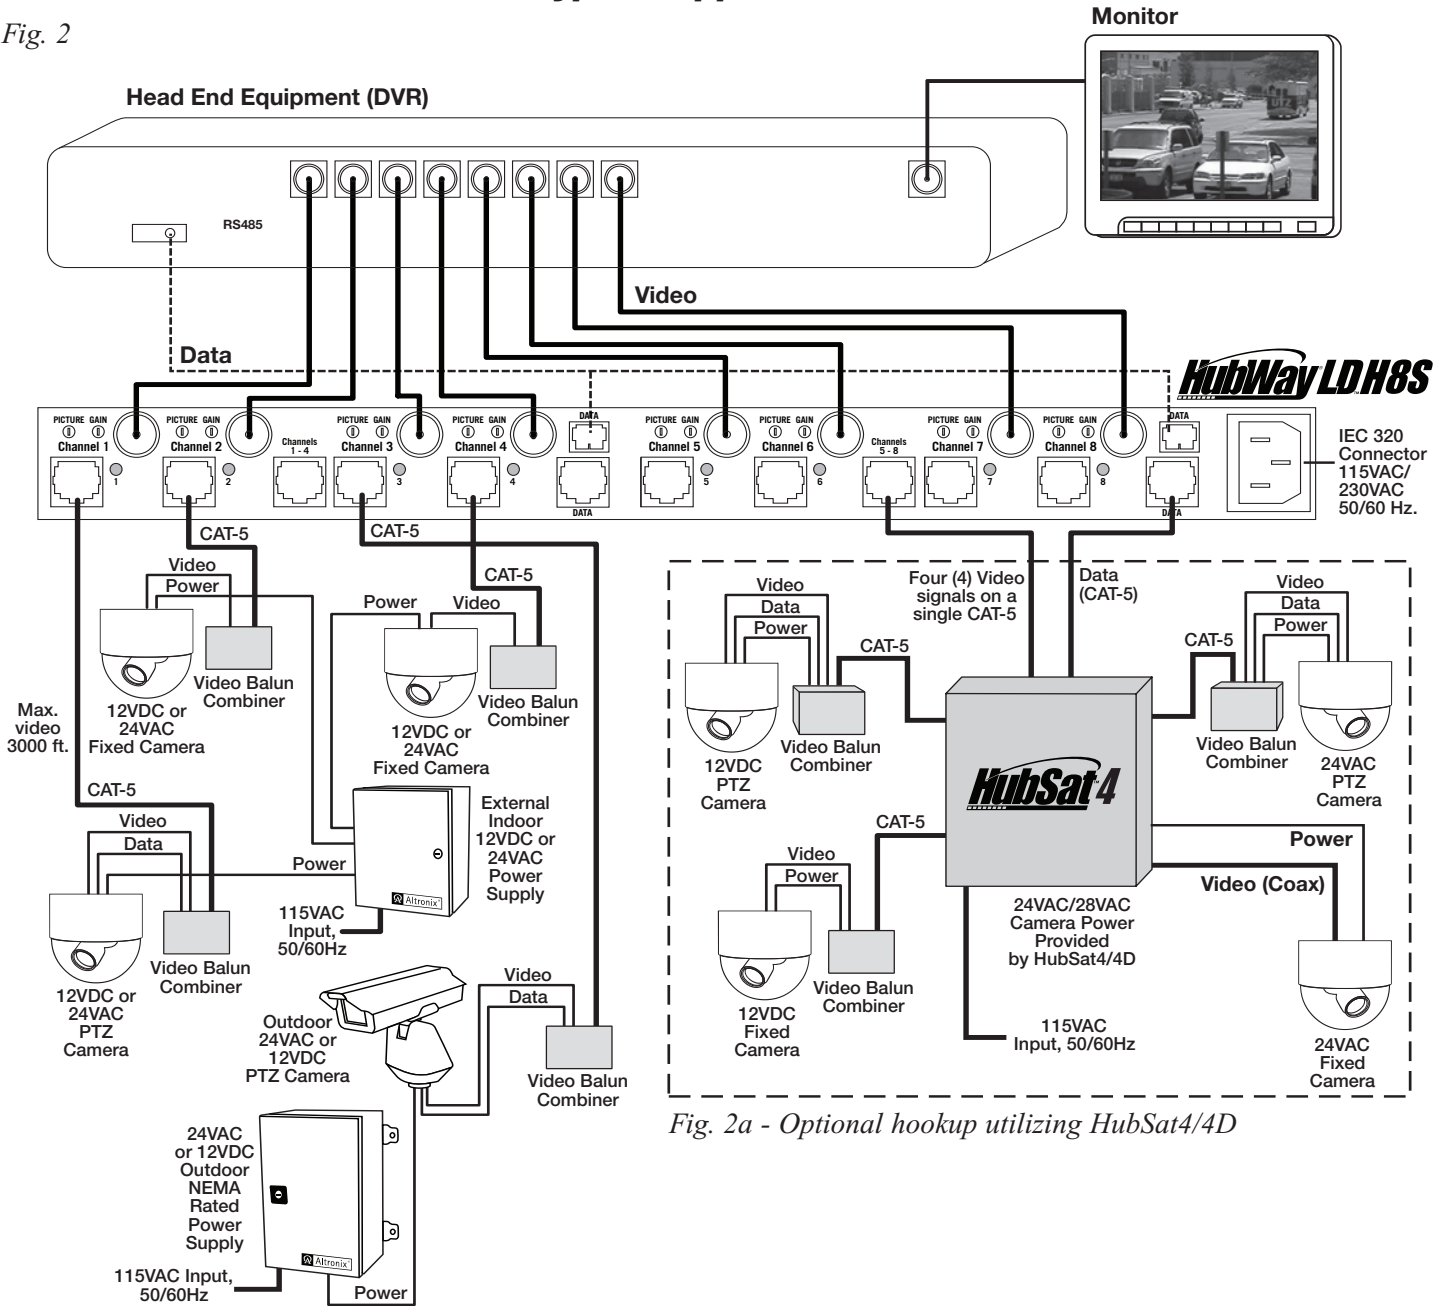 Fig. 2
Monitor
Head End Equipment (DVR)
RS485
Video
Data
HubWay LDH8S
PICTURE GAIN
Channel 1
1
PICTURE GAIN
Channel 2
2
Channels
1 - 4
PICTURE GAIN
Channel 3
3
PICTURE GAIN
Channel 4
4
DATA
DATA
PICTURE GAIN
Channel 5
5
PICTURE GAIN
Channel 6
6
Channels
5 - 8
PICTURE GAIN
Channel 7
7
PICTURE GAIN
Channel 8
8
DATA
DATA
IEC 320
Connector
115VAC/
230VAC
50/60 Hz.
CAT-5
Video
Power
Video Balun
Combiner
12VDC or
24VAC
Fixed Camera
CAT-5
CAT-5
Power
Video
Video Balun
Combiner
12VDC or
24VAC
Fixed Camera
Max.
video
3000 ft.
CAT-5
Video
Data
Power
Video Balun
Combiner
12VDC or
24VAC
PTZ
Camera
External
Indoor
12VDC or
24VAC
Power
Supply
Altronix
115VAC
Input,
50/60Hz
Video
Data
Outdoor
24VAC or
12VDC
PTZ Camera
Video Balun
Combiner
24VAC
or 12VDC
Outdoor
NEMA
Rated
Power
Supply
Altronix
115VAC Input,
50/60Hz
Power
Four (4) Video
signals on a
single CAT-5
Data
(CAT-5)
Video
Data
Power
CAT-5
Video Balun
Combiner
12VDC
PTZ
Camera
Video
Data
Power
CAT-5
Video Balun
Combiner
24VAC
PTZ
Camera
HubSat4
CAT-5
Video
Power
Video Balun
Combiner
12VDC
Fixed
Camera
24VAC/28VAC
Camera Power
Provided
by HubSat4/4D
Power
Video (Coax)
115VAC
Input, 50/60Hz
24VAC
Fixed
Camera
Fig. 2a - Optional hookup utilizing HubSat4/4D